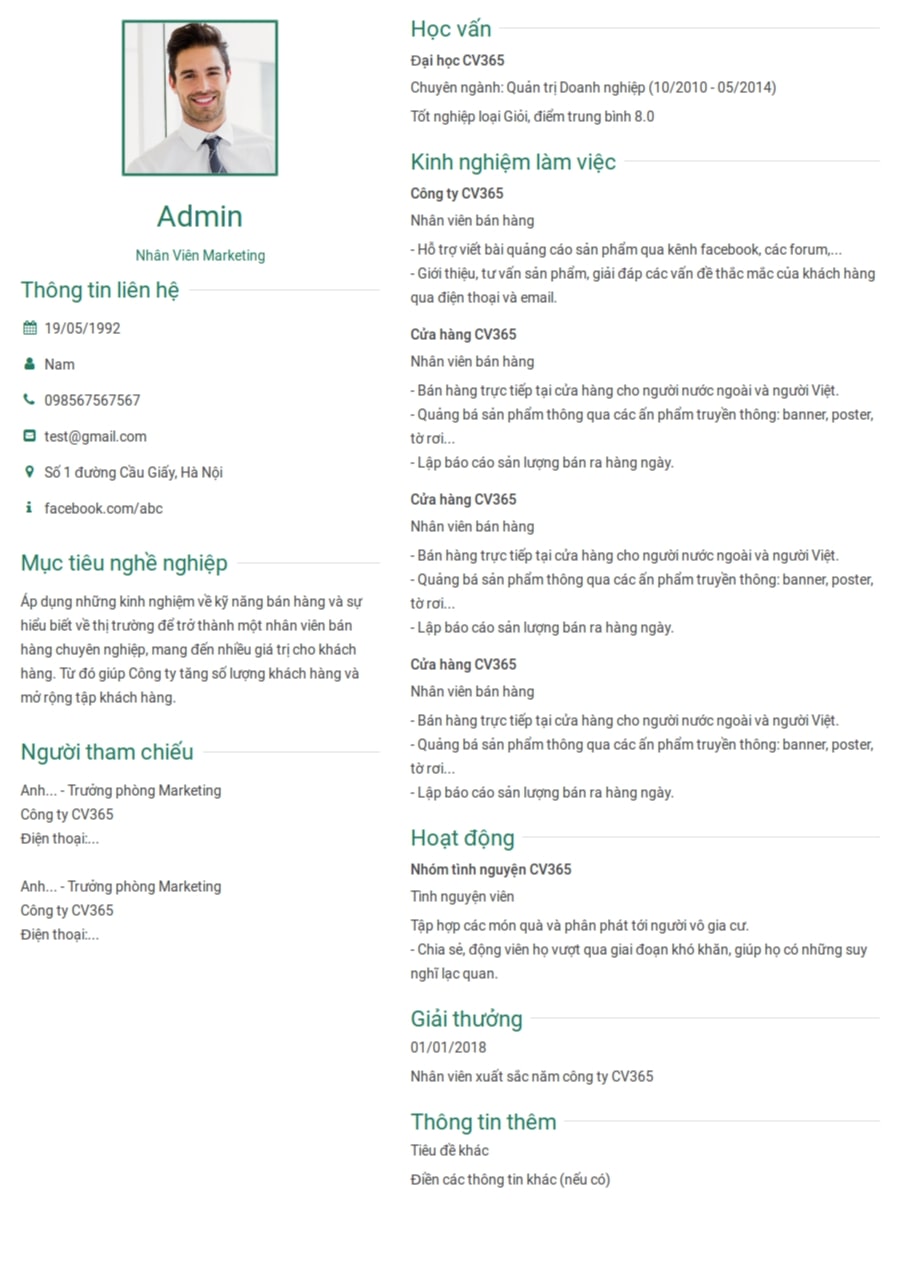 Admin
Nhân Viên Marketing
Thông tin liên hệ
19/05/1992
Nam
098567567567
test@gmail.com
Số 1 đường Cầu Giấy, Hà Nội
facebook.com/abc
Mục tiêu nghề nghiệp
Áp dụng những kinh nghiệm về kỹ năng bán hàng và sự
hiểu biết về thị trường để trở thành một nhân viên bán
hàng chuyên nghiệp, mang đến nhiều giá trị cho khách
hàng. Từ đó giúp Công ty tăng số lượng khách hàng và
mở rộng tập khách hàng.
Người tham chiếu
Anh... - Trưởng phòng Marketing
Công ty CV365
Điện thoại:...
Anh... - Trưởng phòng Marketing
Công ty CV365
Điện thoại:...
Học vấn
Đại học CV365
Chuyên ngành: Quản trị Doanh nghiệp (10/2010 - 05/2014)
Tốt nghiệp loại Giỏi, điểm trung bình 8.0
Kinh nghiệm làm việc
Công ty CV365
Nhân viên bán hàng
- Hỗ trợ viết bài quảng cáo sản phẩm qua kênh facebook, các forum,...
- Giới thiệu, tư vấn sản phẩm, giải đáp các vấn đề thắc mắc của khách hàng
qua điện thoại và email.
Cửa hàng CV365
Nhân viên bán hàng
- Bán hàng trực tiếp tại cửa hàng cho người nước ngoài và người Việt.
- Quảng bá sản phẩm thông qua các ấn phẩm truyền thông: banner, poster,
tờ rơi...
- Lập báo cáo sản lượng bán ra hàng ngày.
Cửa hàng CV365
Nhân viên bán hàng
- Bán hàng trực tiếp tại cửa hàng cho người nước ngoài và người Việt.
- Quảng bá sản phẩm thông qua các ấn phẩm truyền thông: banner, poster,
tờ rơi...
- Lập báo cáo sản lượng bán ra hàng ngày.
Cửa hàng CV365
Nhân viên bán hàng
- Bán hàng trực tiếp tại cửa hàng cho người nước ngoài và người Việt.
- Quảng bá sản phẩm thông qua các ấn phẩm truyền thông: banner, poster,
tờ rơi...
- Lập báo cáo sản lượng bán ra hàng ngày.
Hoạt động
Nhóm tình nguyện CV365
Tình nguyện viên
Tập hợp các món quà và phân phát tới người vô gia cư.
- Chia sẻ, động viên họ vượt qua giai đoạn khó khăn, giúp họ có những suy
nghĩ lạc quan.
Giải thưởng
01/01/2018
Nhân viên xuất sắc năm công ty CV365
Thông tin thêm
Tiêu đề khác
Điền các thông tin khác (nếu có)